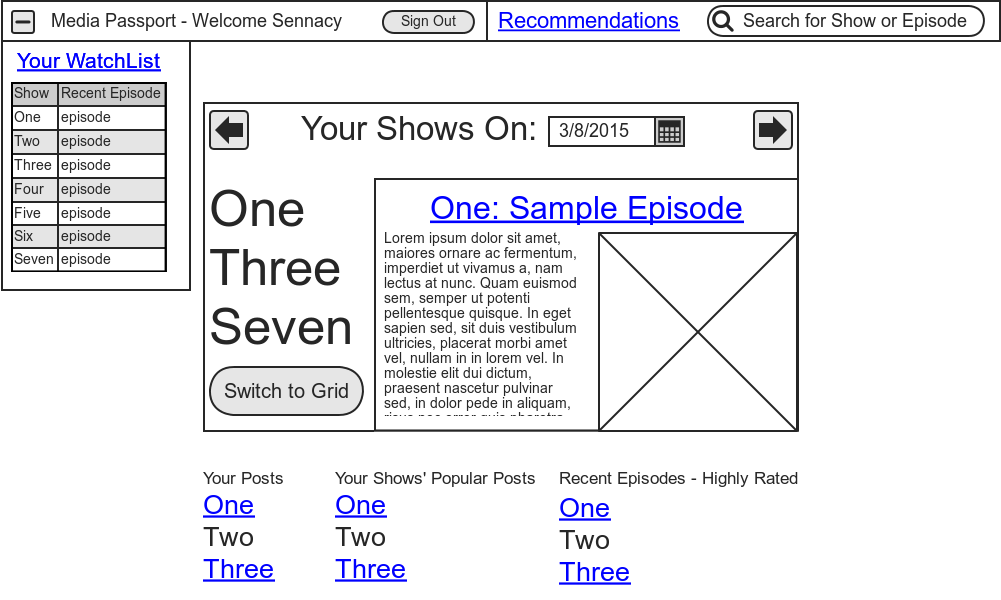 Media Passport - Welcome Sennacy
Sign Out
Recommendations
Search for Show or Episode
Your WatchList
Show Recent Episode
One episode
Two episode
Three episode
Four episode
Five episode
Six episode
Seven episode
Your Shows On: 3/8/2015
One
Three
Seven
Switch to Grid
One: Sample Episode
Lorem ipsum dolor sit amet,
maiores ornare ac fermentum,
imperdiet ut vivamus a, nam
lectus at nunc. Quam euismod
sem, semper ut potenti
pellentesque quisque. In eget
sapien sed, sit duis vestibulum
ultricies, placerat morbi amet
vel, nullam in in lorem vel. In
molestie elit dui dictum,
praesent nascetur pulvinar
sed, in dolor pede in aliquam,
Your Posts
One
Two
Three
Your Shows' Popular Posts
One
Two
Three
Recent Episodes - Highly Rated
One
Two
Three